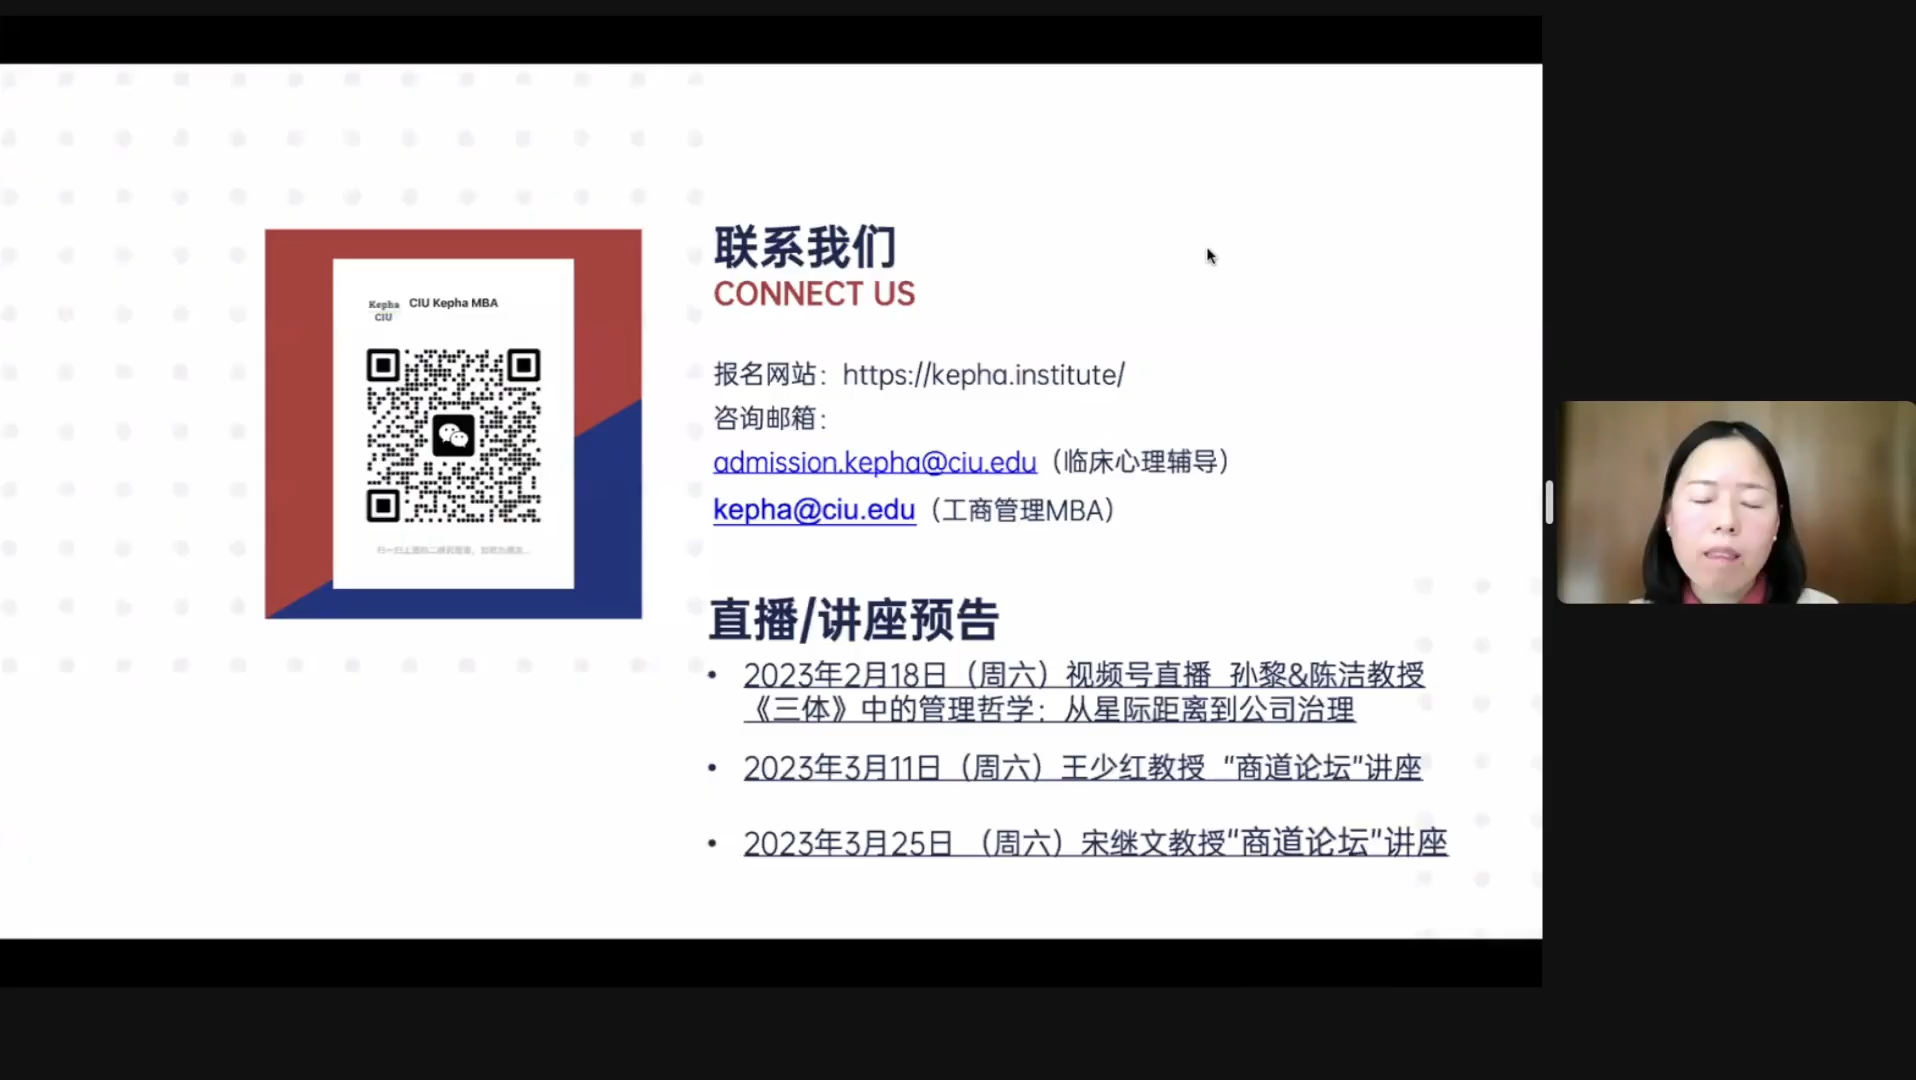 Kepha
CIU
CIU Kepha MBA
联系我们
CONNECT US
报名网站：https://kepha.institute/
咨询邮箱：
admission.kepha@ciu.edu（临床心理辅导）
kepha@ciu.edu（工商管理MBA）
直播/讲座预告
• 2023年2月18日（周六）视频号直播 孙黎&陈洁教授
《三体》中的管理哲学：从星际距离到公司治理
• 2023年3月11日（周六）王少红教授 "商道论坛"讲座
• 2023年3月25日 （周六）宋继文教授"商道论坛"讲座